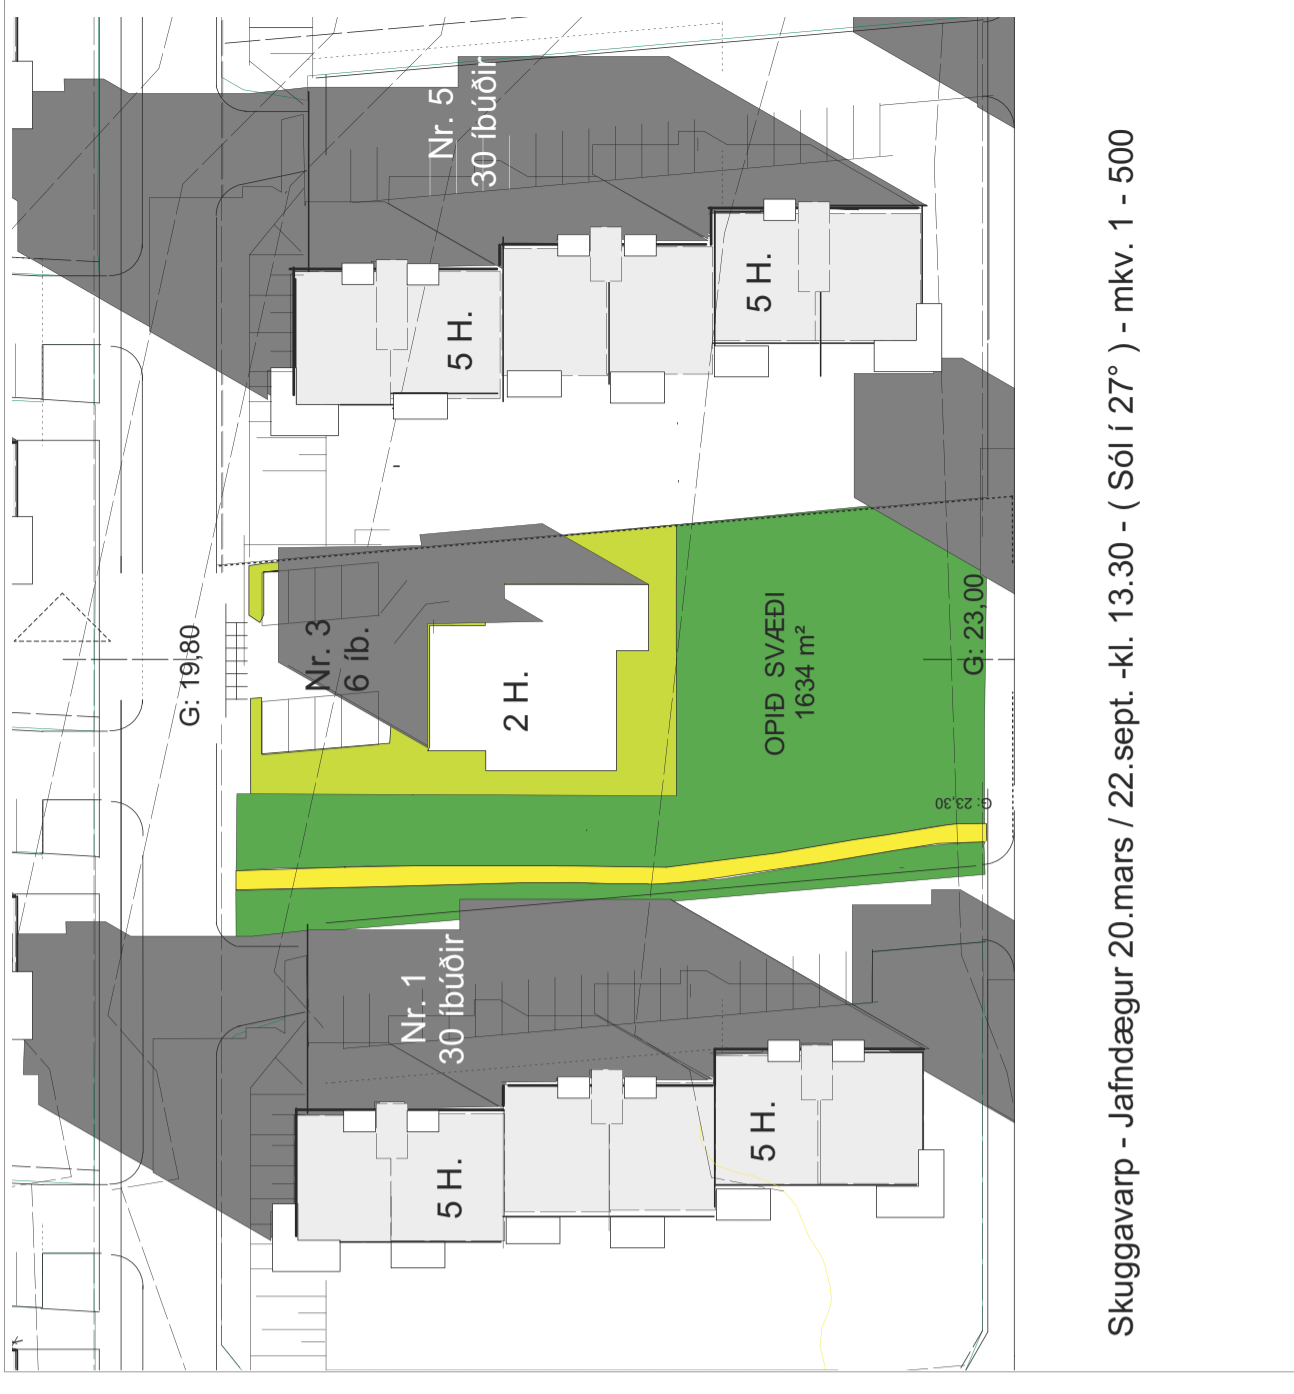 Nr. 1
30 íbúðir
5 H.
5 H.
Nr. 3
6 íb.
2 H.
G: 19,80
OPIÐ SVÆÐI
1634 m²
G: 23,00
G: 23,30
Nr. 5
30 íbúðir
5 H.
5 H.
Skuggavarp - Jafndægur 20.mars / 22.sept. -kl. 13.30 - ( Sól í 27° ) - mkv. 1 - 500